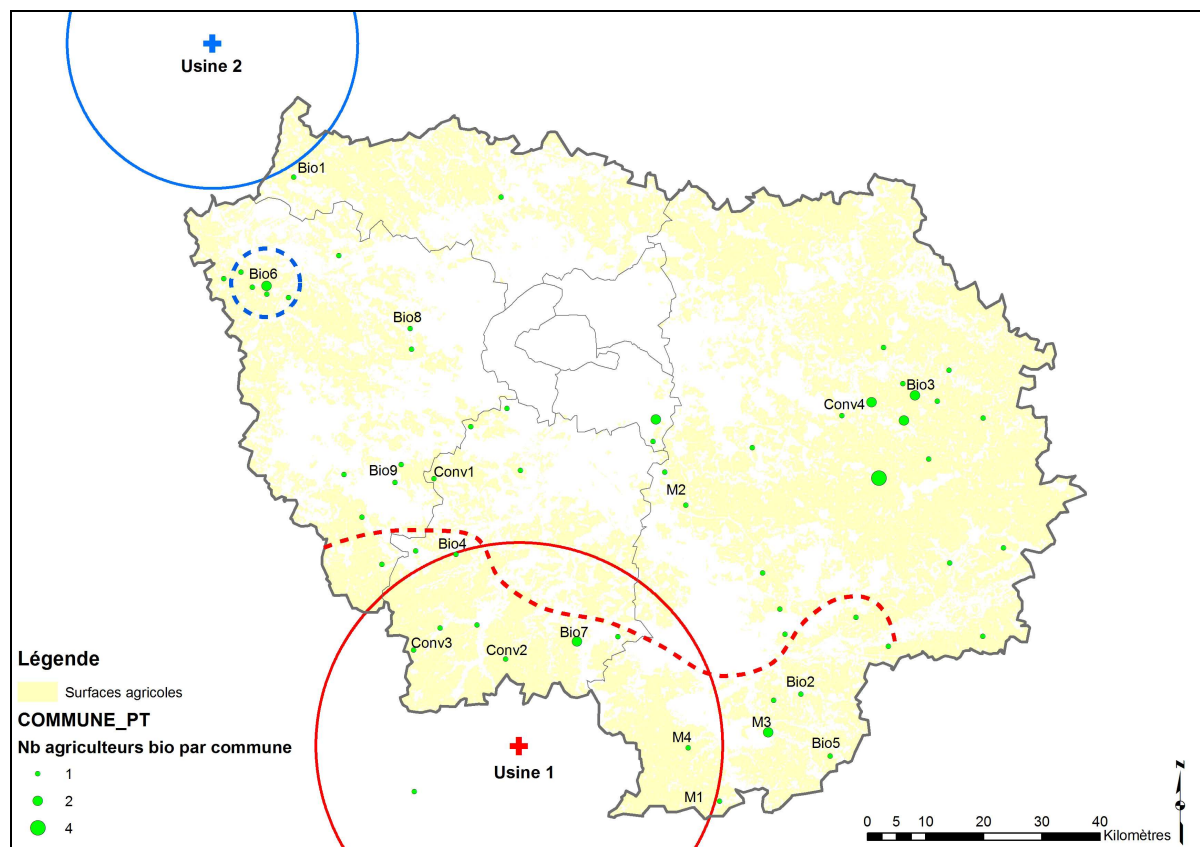 Usine 2
Bio1
Bio6
Bio8
Bio3
Conv4
Bio9
Conv1
M2
Bio4
Bio7
Conv3
Conv2
Bio2
M3
M4
Bio5
Usine 1
M1
Légende
Surfaces agricoles
COMMUNE_PT
Nb agriculteurs bio par commune
1
2
4
N
0 5 10 20 30 40
Kilomètres